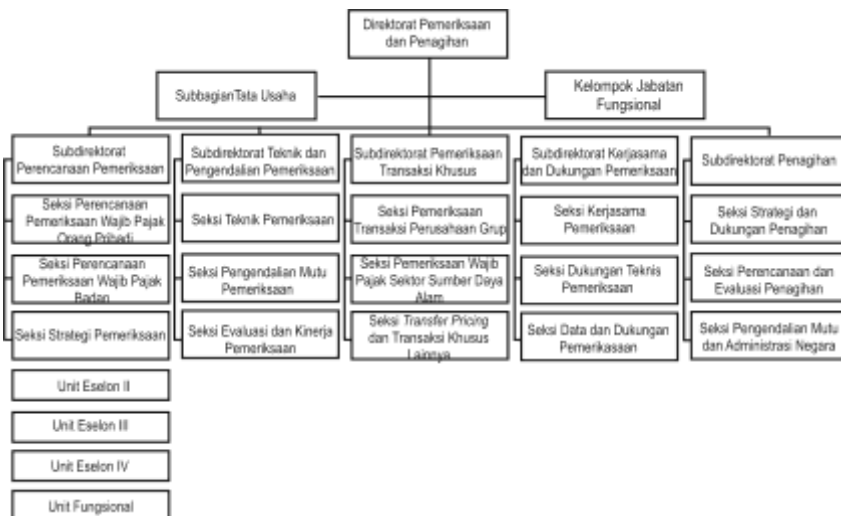 Direktorat Pemeriksaan
dan Penagihan
SubbagianTata Usaha
Kelompok Jabatan
Fungsional
Subdirektorat
Perencanaan Pemeriksaan
Subdirektorat Teknik dan
Pengendalian Pemeriksaan
Subdirektorat Pemeriksaan
Transaksi Khusus
Subdirektorat Kerjasama
dan Dukungan Pemeriksaan
Subdirektorat Penagihan
Seksi Perencanaan
Pemeriksaan Wajib Pajak
Orang Pribadi
Seksi Teknik Pemeriksaan
Seksi Pemeriksaan
Transaksi Perusahaan Grup
Seksi Kerjasama
Pemeriksaan
Seksi Strategi dan
Dukungan Penagihan
Seksi Perencanaan
Pemeriksaan Wajib Pajak
Badan
Seksi Pengendalian Mutu
Pemeriksaan
Seksi Pemeriksaan Wajib
Pajak Sektor Sumber Daya
Alam
Seksi Dukungan Teknis
Pemeriksaan
Seksi Perencanaan dan
Evaluasi Penagihan
Seksi Strategi Pemeriksaan
Seksi Evaluasi dan Kinerja
Pemeriksaan
Seksi Transfer Pricing
dan Transaksi Khusus
Lainnya
Seksi Data dan Dukungan
Pemerikasaan
Seksi Pengendalian Mutu
dan Administrasi Negara
Unit Eselon II
Unit Eselon III
Unit Eselon IV
Unit Fungsional